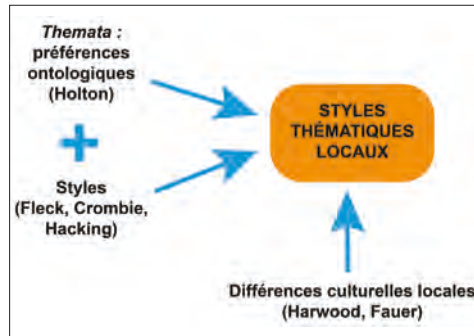 Themata :
préférences
ontologiques
(Holton)
+
Styles
(Fleck, Crombie,
Hacking)
STYLES
THÉMATIQUES
LOCAUX
Différences culturelles locales
(Harwood, Fauer)